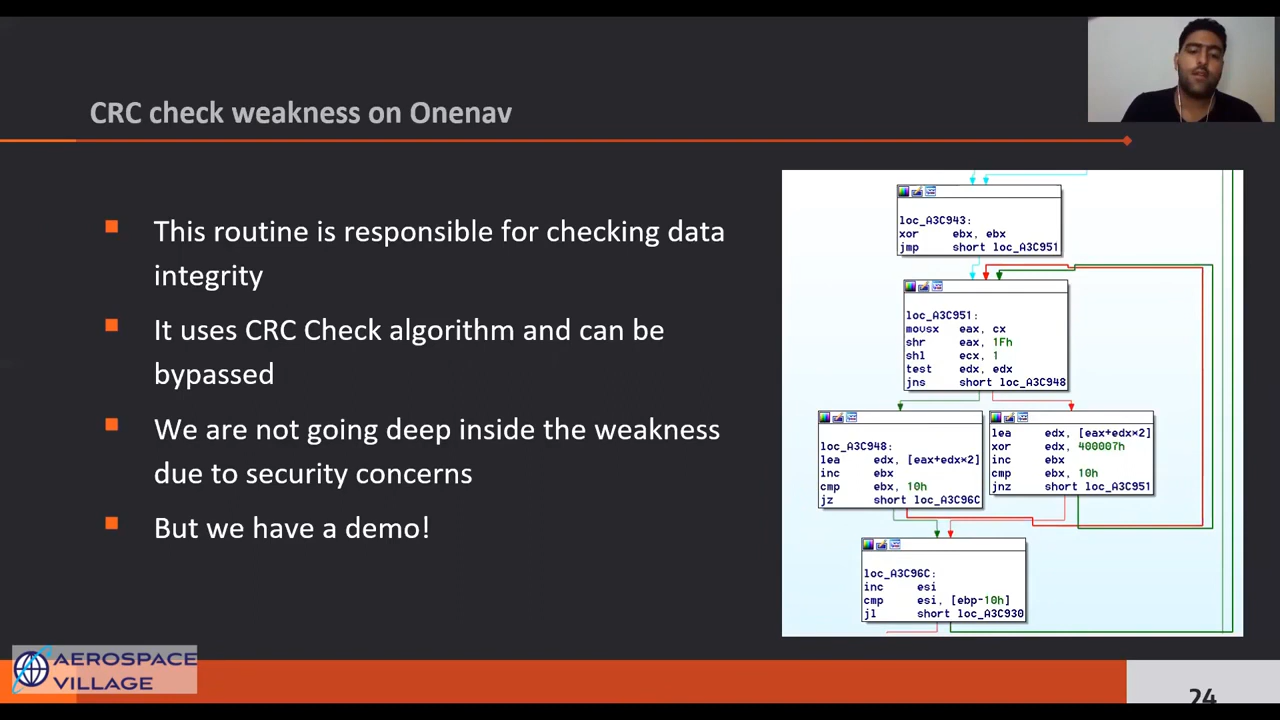 CRC check weakness on Onenav
This routine is responsible for checking data
integrity
It uses CRC Check algorithm and can be
bypassed
We are not going deep inside the weakness
due to security concerns
But we have a demo!
loc_A3C943:
xor ebx, ebx
jmp short loc_A3C951
loc_A3C951:
movsx eax, cx
shr eax, 1Fh
shl ecx, 1
test edx, edx
jns short loc_A3C948
loc_A3C948:
lea edx, [eax+edx*2]
inc ebx
cmp ebx, 10h
jz short loc_A3C96C
lea edx, [eax+edx*2]
xor edx, 400007h
inc ebx
cmp ebx, 10h
jnz short loc_A3C951
loc_A3C96C:
inc esi
cmp esi, [ebp-10h]
jl short loc_A3C930
AEROSPACE
VILLAGE
24